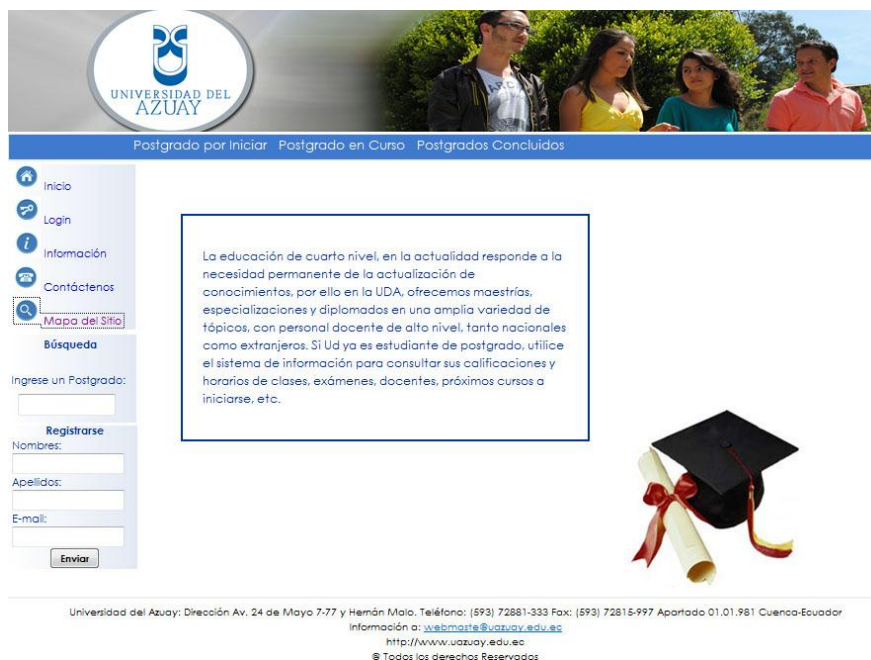 UNIVERSIDAD DEL
AZUAY
Postgrado por Iniciar Postgrado en Curso Postgrados Concluidos
Inicio
Login
Información
Contáctenos
Mapa del Sitio
Búsqueda
Ingrese un Postgrado:
Registrarse
Nombres:
Apellidos:
E-mail:
Enviar
La educación de cuarto nivel, en la actualidad responde a la
necesidad permanente de la actualización de
conocimientos, por ello en la UDA, ofrecemos maestrías,
especializaciones y diplomados en una amplia variedad de
tópicos, con personal docente de alto nivel, tanto nacionales
como extranjeros. Si Ud ya es estudiante de postgrado, utilice
el sistema de información para consultar sus calificaciones y
horarios de clases, exámenes, docentes, próximos cursos a
iniciarse, etc.
Universidad del Azuay: Dirección Av. 24 de Mayo 7-77 y Hernán Malo. Teléfono: (593) 72881-333 Fax: (593) 72815-997 Apartado 01.01.981 Cuenca-Ecuador
Información a: webmaste@uazuay.edu.ec
http://www.uazuay.edu.ec
@ Todos los derechos Reservados